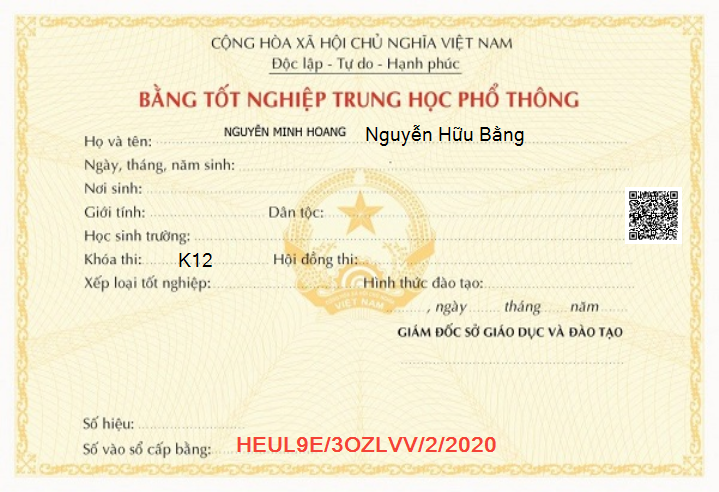 CỘNG HÒA XÃ HỘI CHỦ NGHĨA VIỆT NAM
Độc lập - Tự do - Hạnh phúc
BẰNG TỐT NGHIỆP TRUNG HỌC PHỔ THÔNG
Họ và tên: NGUYỄN MINH HOANG Nguyễn Hữu Bằng
Ngày, tháng, năm sinh:
Nơi sinh:
Giới tính: Dân tộc:
Học sinh trường:
Khóa thi: K12 Hội đồng thi:
Xếp loại tốt nghiệp: Hình thức đào tạo:
VIỆT NAM
, ngày tháng năm
GIÁM ĐỐC SỞ GIÁO DỤC VÀ ĐÀO TẠO
Số hiệu:
Số vào sổ cấp bằng: HEUL9E/3OZLVV/2/2020